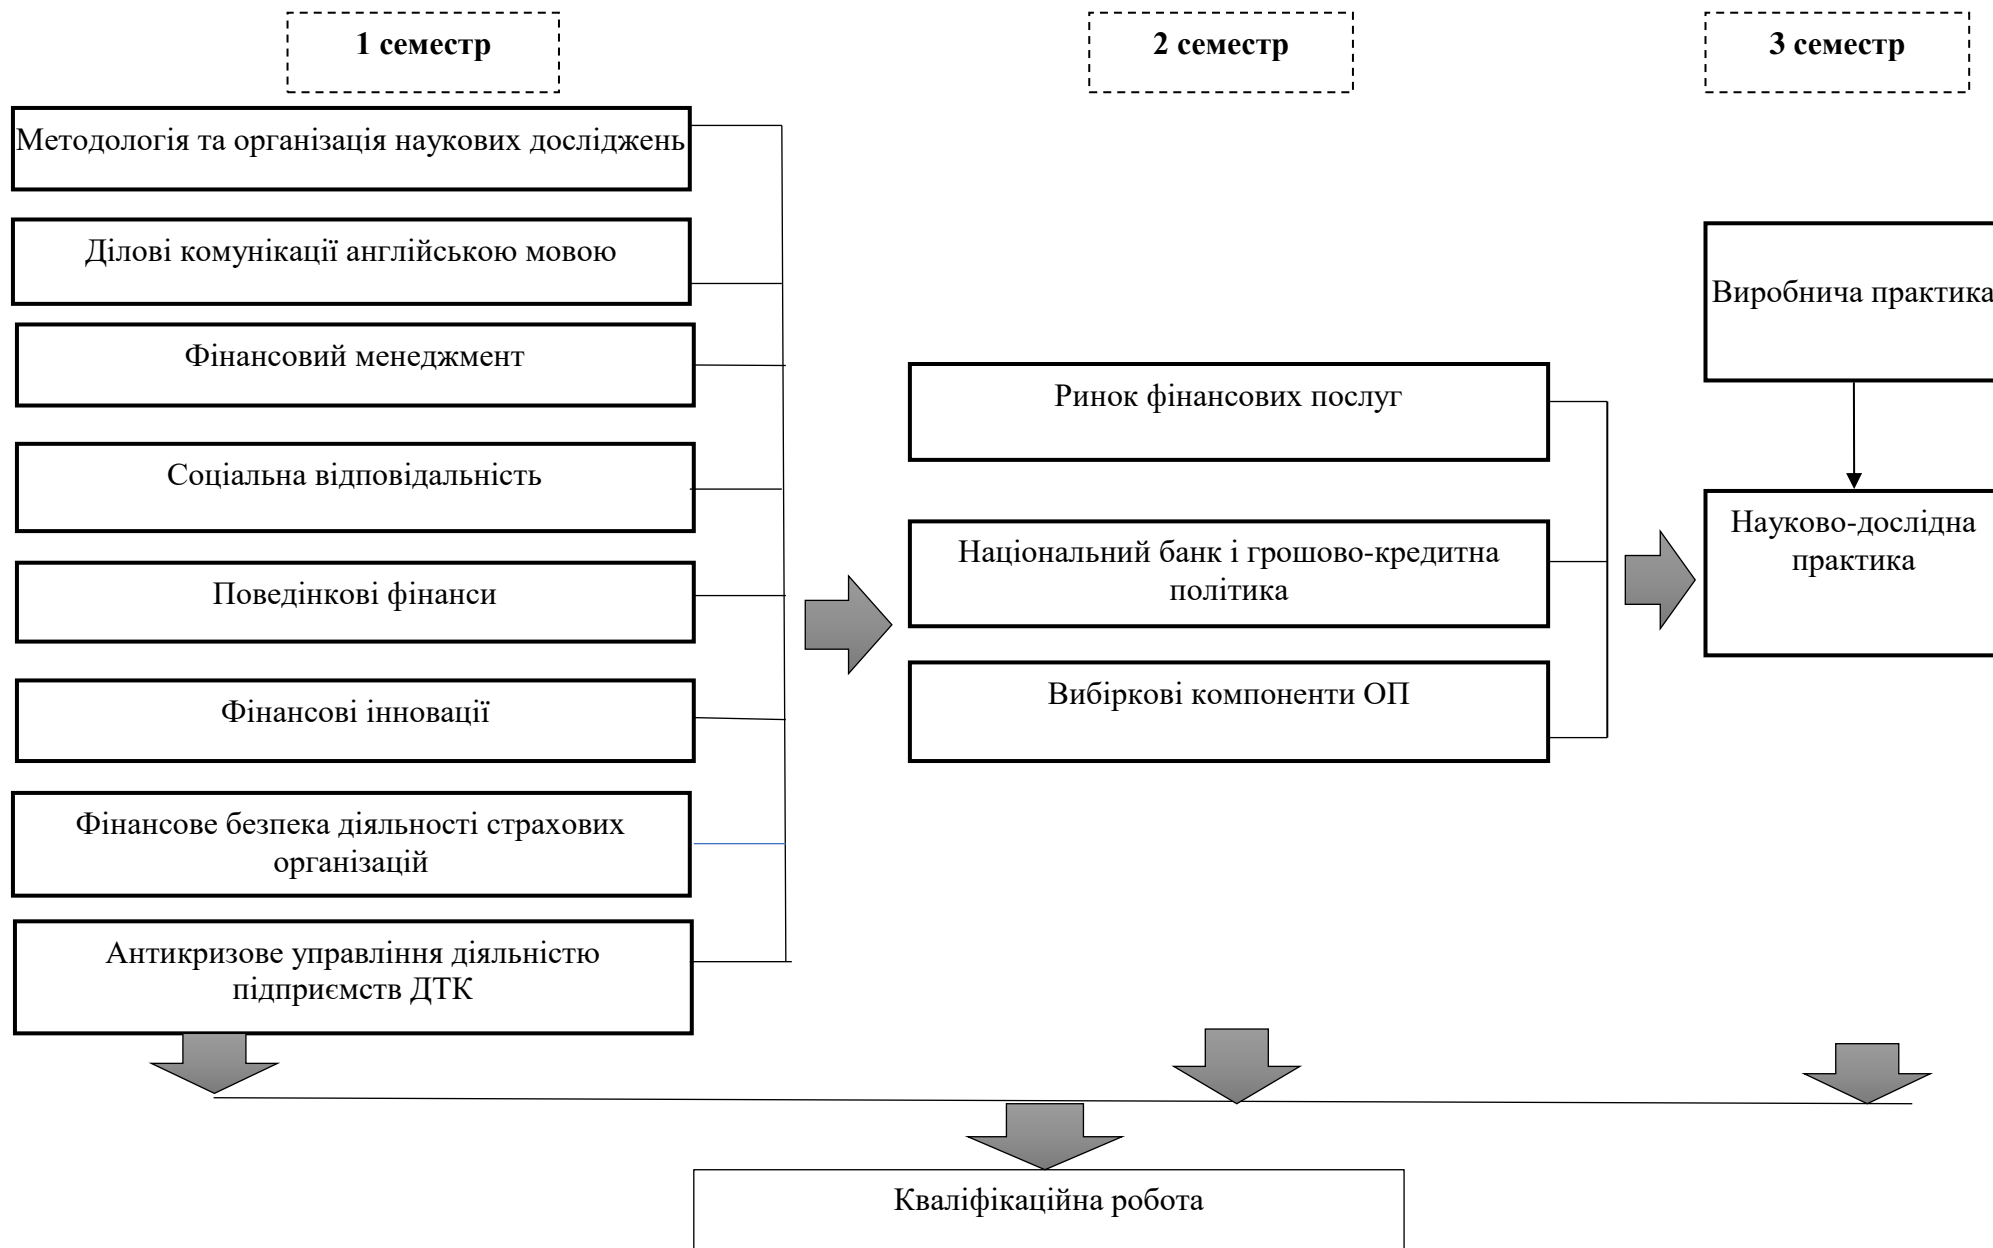 1 семестр
2 семестр
3 семестр
Методологія та організація наукових досліджень
Ділові комунікації англійською мовою
Фінансовий менеджмент
Соціальна відповідальність
Поведінкові фінанси
Фінансові інновації
Фінансове безпека діяльності страхових
організацій
Антикризове управління діяльністю
підприємств ДТК
Ринок фінансових послуг
Національний банк і грошово-кредитна
політика
Вибіркові компоненти ОП
Виробнича практика
Науково-дослідна
практика
Кваліфікаційна робота